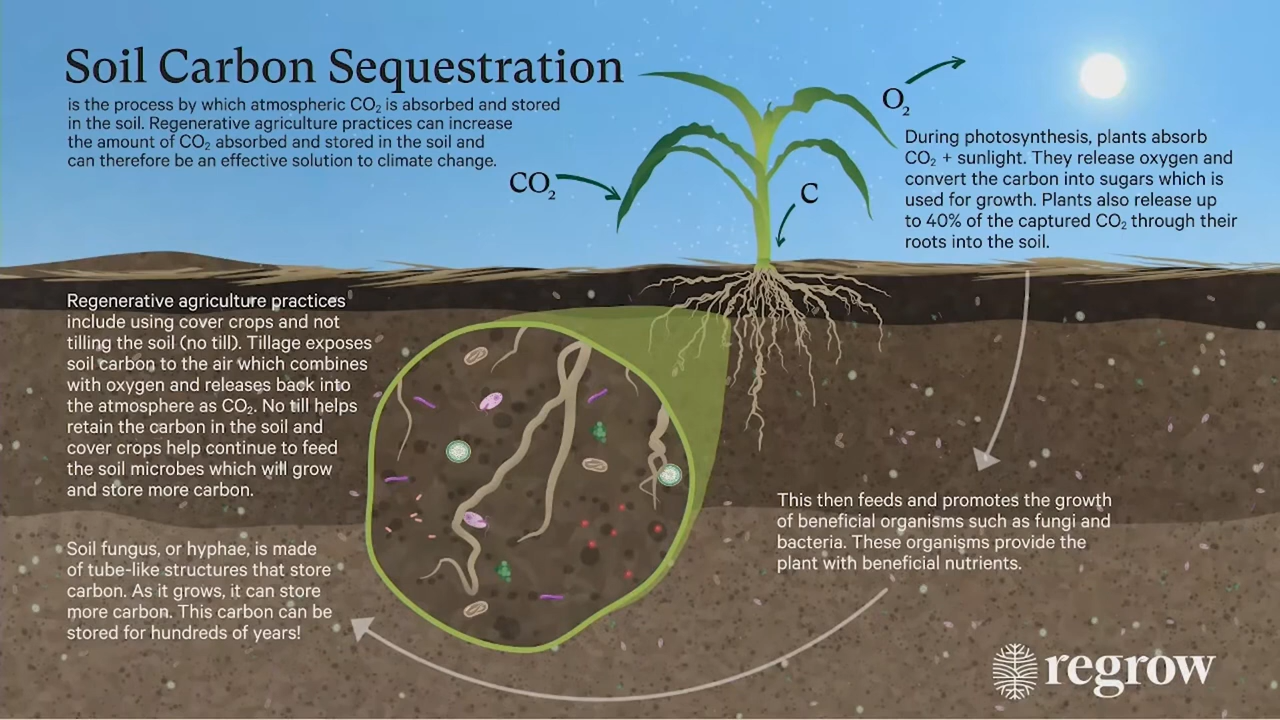 Soil Carbon Sequestration
is the process by which atmospheric CO₂ is absorbed and stored
in the soil. Regenerative agriculture practices can increase
the amount of CO₂ absorbed and stored in the soil and
can therefore be an effective solution to climate change.
CO₂
C
O₂
During photosynthesis, plants absorb
CO₂ + sunlight. They release oxygen and
convert the carbon into sugars which is
used for growth. Plants also release up
to 40% of the captured CO₂ through their
roots into the soil.
Regenerative agriculture practices
include using cover crops and not
tilling the soil (no till). Tillage exposes
soil carbon to the air which combines
with oxygen and releases back into
the atmosphere as CO₂. No till helps
retain the carbon in the soil and
cover crops help continue to feed
the soil microbes which will grow
and store more carbon.
This then feeds and promotes the growth
of beneficial organisms such as fungi and
bacteria. These organisms provide the
plant with beneficial nutrients.
Soil fungus, or hyphae, is made
of tube-like structures that store
carbon. As it grows, it can store
more carbon. This carbon can be
stored for hundreds of years!
regrow